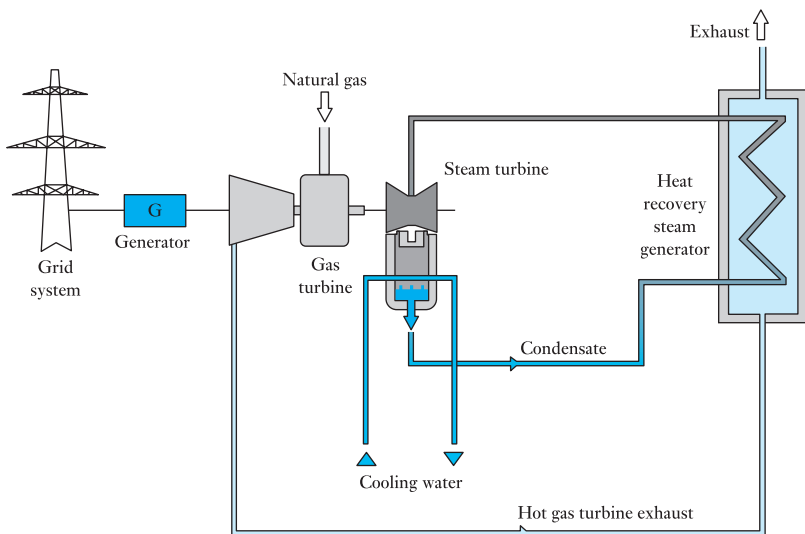 Exhaust
Natural gas
Steam turbine
Heat
recovery
steam
generator
G
Generator
Grid
system
Gas
turbine
Condensate
Cooling water
Hot gas turbine exhaust